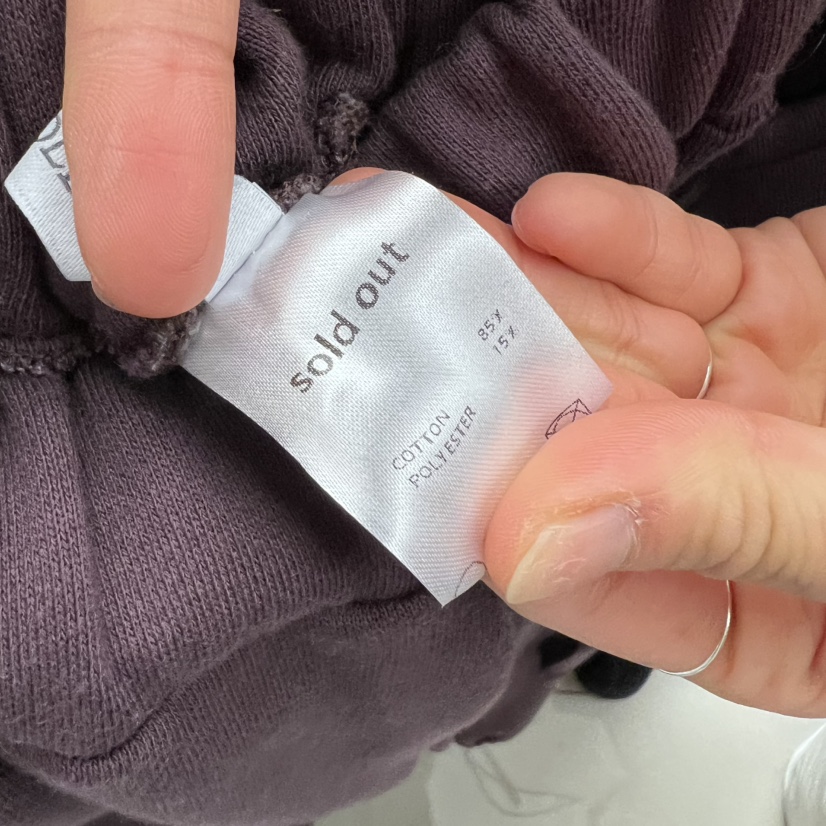 sold out
COTTON 85%
POLYESTER 15%